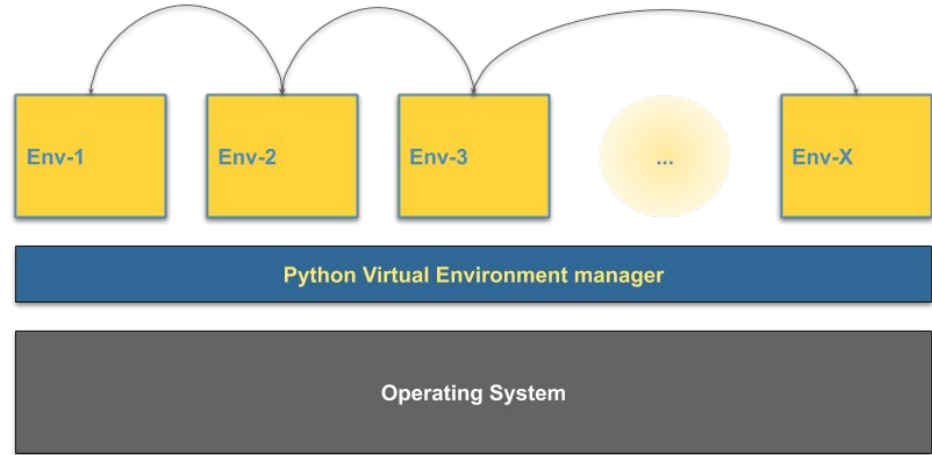 Env-1
Env-2
Env-3
...
Env-X
Python Virtual Environment manager
Operating System